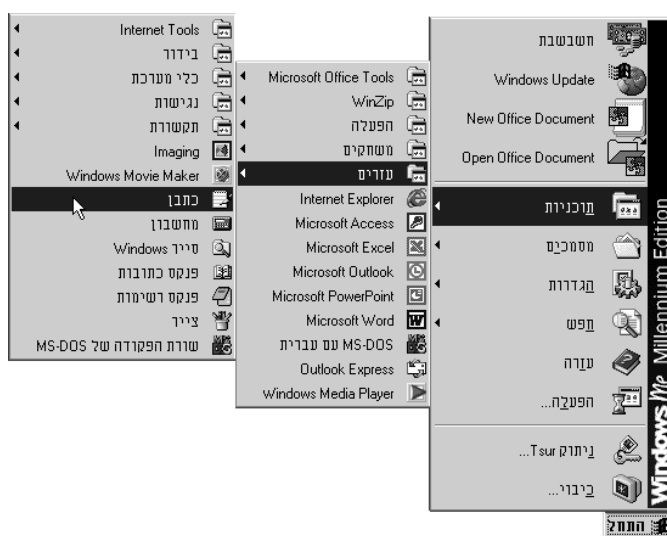 חשבשבת
Windows Update
New Office Document
Open Office Document
תוכניות
מסמכים
הגדרות
חפש
עזרה
הפעלה...
ניתוק Tsur...
כיבוי...
Windows Me Millennium Edition
התחל
Microsoft Office Tools
WinZip
הפעלה
משחקים
עזרים
Internet Explorer
Microsoft Access
Microsoft Excel
Microsoft Outlook
Microsoft PowerPoint
Microsoft Word
MS-DOS עם עברית
Outlook Express
Windows Media Player
Internet Tools
בידור
כלי מערכת
נגישות
תקשורת
Imaging
Windows Movie Maker
כתבן
מחשבון
סייר Windows
פנקס כתובות
פנקס רשימות
צייר
שורת הפקודה של MS-DOS